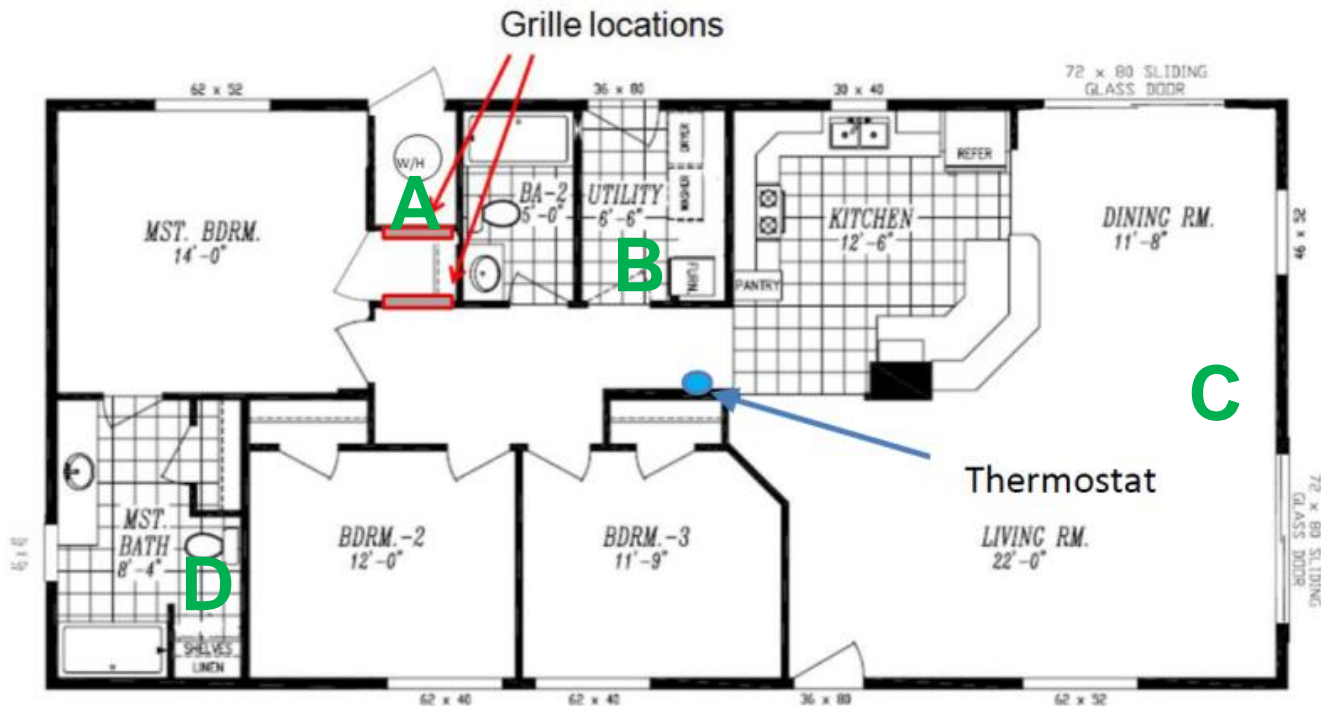 Grille locations
62 x 52
36 x 80
30 x 40
72 x 80 SLIDING
GLASS DOOR
W/H
A
MST. BDRM.
14'-0"
BA-2
5'-0"
UTILITY
6'-6"
DRYER
WASHER
FURN.
B
KITCHEN
12'-6"
REFER
PANTRY
DINING RM.
11'-8"
C
Thermostat
MST.
BATH
8'-4"
D
SHELVES
LINEN
BDRM.-2
12'-0"
BDRM.-3
11'-9"
LIVING RM.
22'-0"
72 x 80 SLIDING
GLASS DOOR
62 x 40
62 x 40
36 x 80
62 x 52